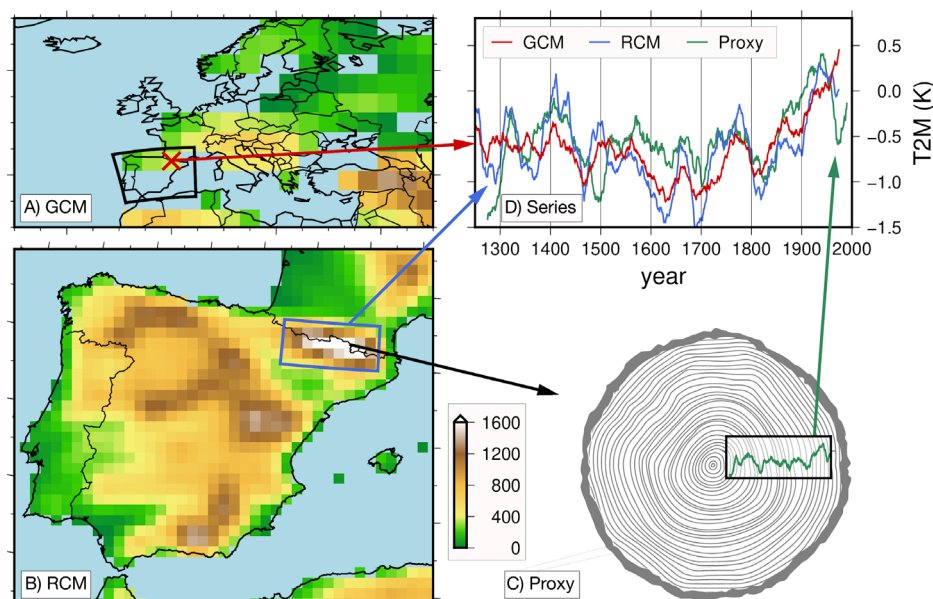 A) GCM
GCM RCM Proxy
0.5
0.0
−0.5
−1.0
−1.5
T2M (K)
D) Series
1300 1400 1500 1600 1700 1800 1900 2000
year
1600
1200
800
400
0
B) RCM
C) Proxy